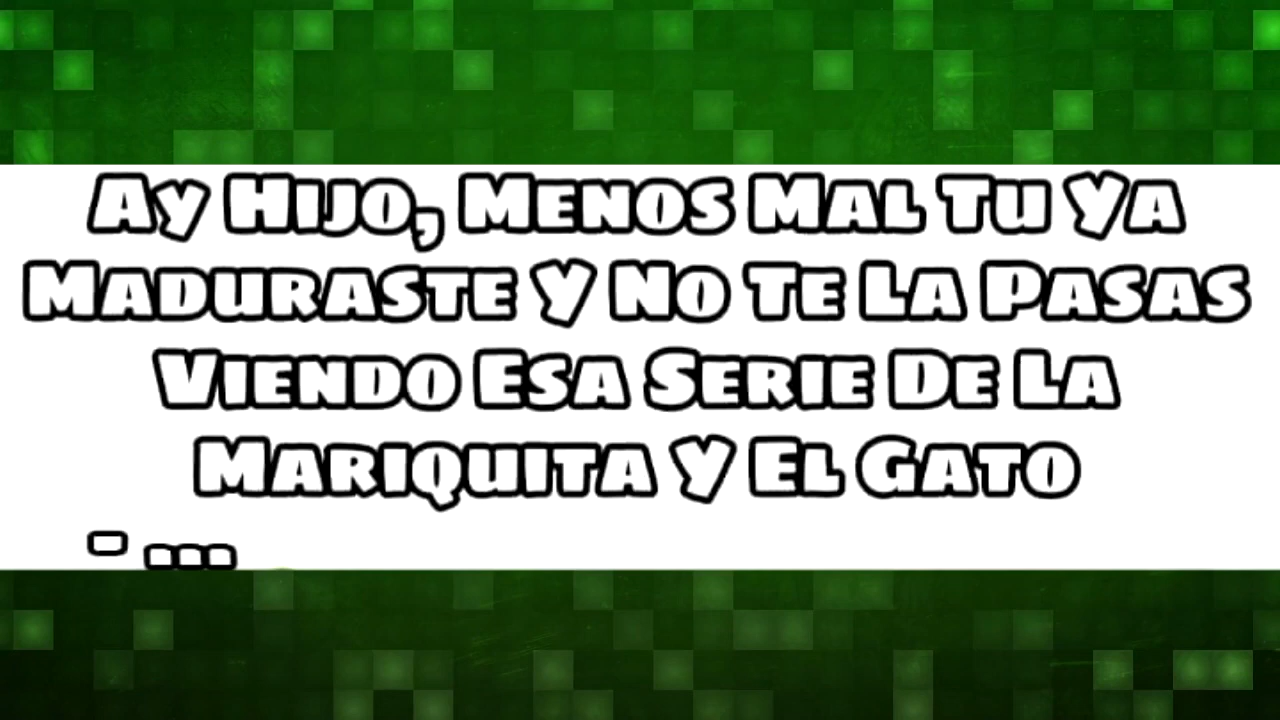 Ay Hijo, Menos Mal Tu Ya
Maduraste Y No Te La Pasas
Viendo Esa Serie De La
Mariquita Y El Gato
- ...